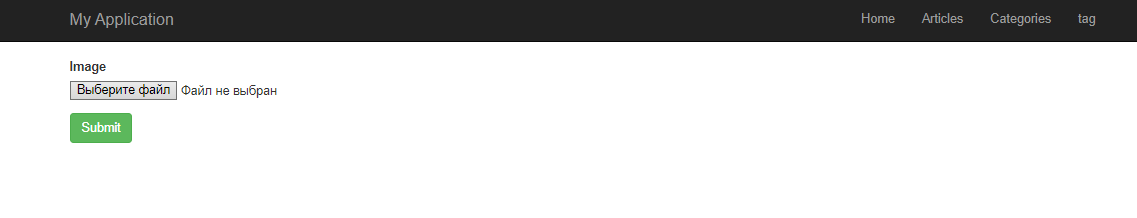 My Application Home Articles Categories tag
Image
Выберите файл Файл не выбран
Submit